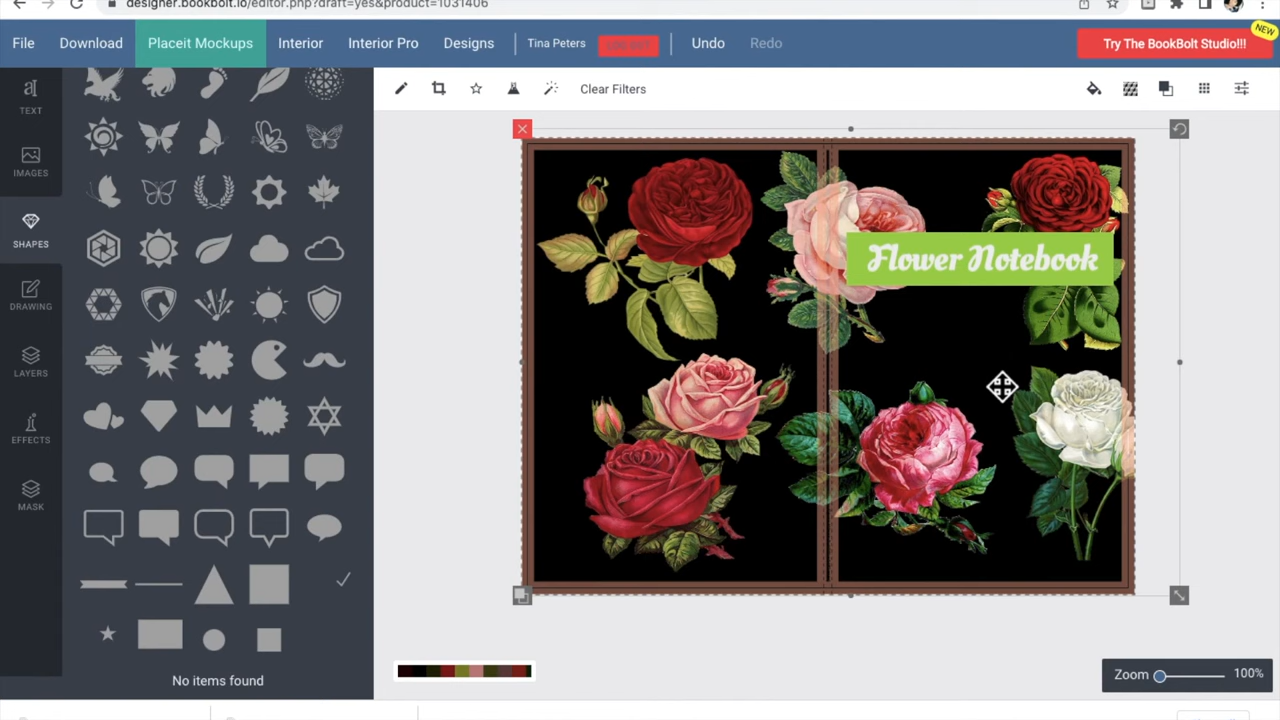 designer.bookbolt.io/editor.php?draft=yes&product=1031406
File
Download
Placeit Mockups
Interior
Interior Pro
Designs
Tina Peters
Undo
Redo
Try The BookBolt Studio!!!
NEW
TEXT
IMAGES
SHAPES
DRAWING
LAYERS
EFFECTS
MASK
Clear Filters
Flower Notebook
No items found
Zoom
100%